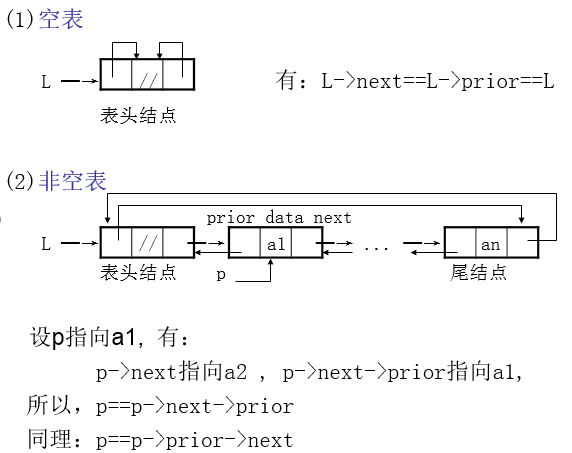 (1)空表
L // 有：L->next==L->prior==L
表头结点
(2)非空表
prior data next
L // a1 ... an
表头结点 p 尾结点
设p指向a1, 有：
p->next指向a2 , p->next->prior指向a1,
所以，p==p->next->prior
同理：p==p->prior->next